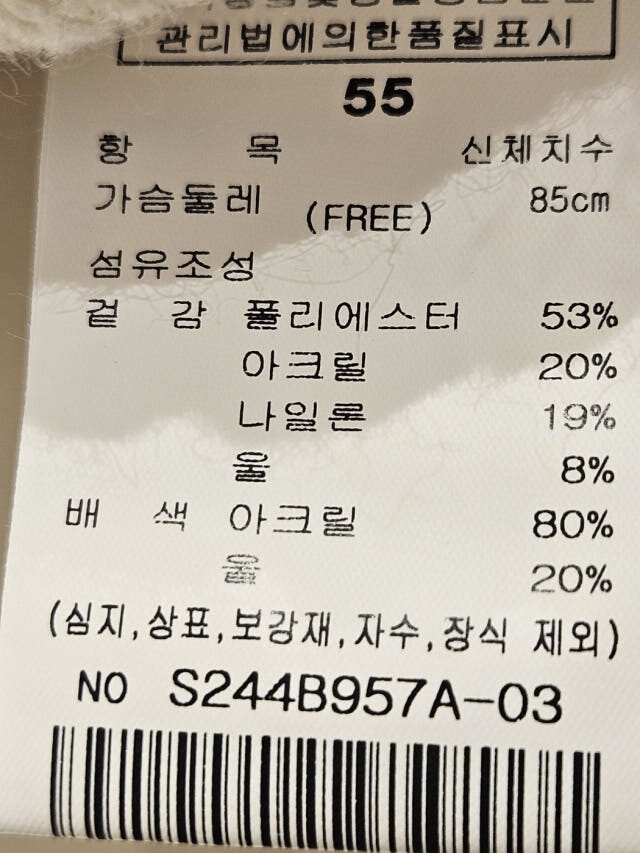 관리법에의한품질표시
55
항 목 신체치수
가슴둘레 (FREE) 85cm
섬유조성
겉 감 폴리에스터 53%
아크릴 20%
나일론 19%
울 8%
배 색 아크릴 80%
울 20%
(심지,상표,보강재,자수,장식 제외)
NO S244B957A-03